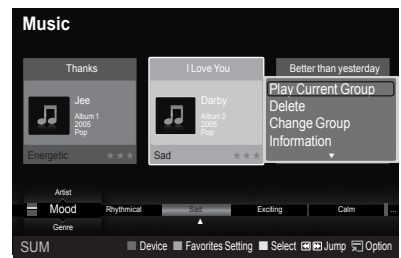 Music
Thanks
I Love You
Better than yesterday
Jee
Album 1
2005
Pop
Energetic ★★★
Darby
Album 2
2005
Pop
Sad ★★★
Play Current Group
Delete
Change Group
Information
Artist
Mood Rhythmical Sad Exciting Calm ...
Genre
SUM Device Favorites Setting Select Jump Option